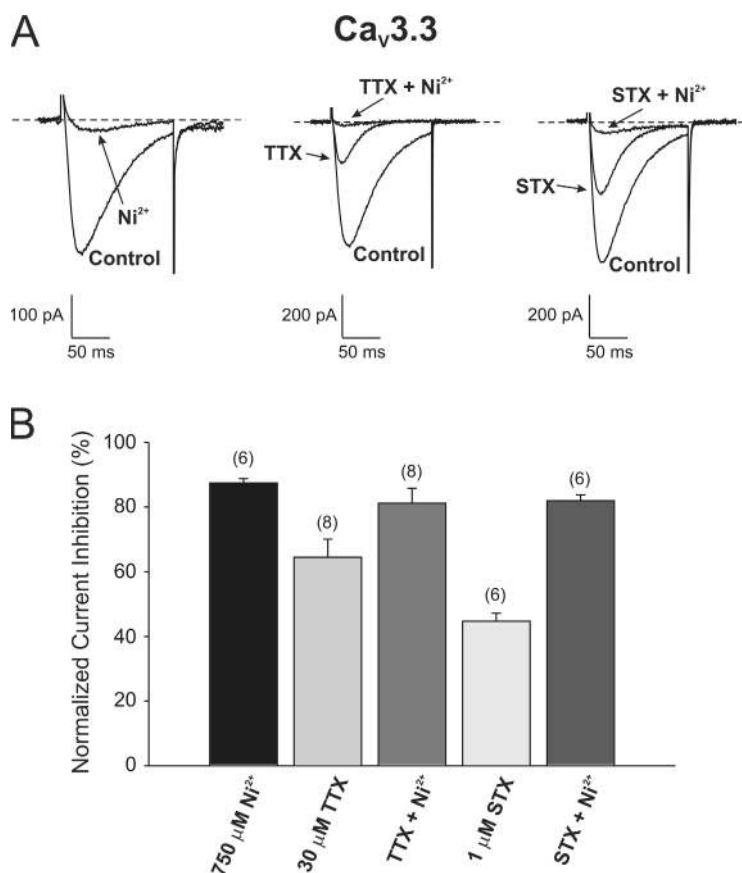 A
Caᵥ3.3
Ni²⁺
Control
100 pA
50 ms
TTX + Ni²⁺
TTX
Control
200 pA
50 ms
STX + Ni²⁺
STX
Control
200 pA
50 ms
B
Normalized Current Inhibition (%)
100
80
60
40
20
0
(6)
(8)
(8)
(6)
(6)
750 µM Ni²⁺
30 µM TTX
TTX + Ni²⁺
1 µM STX
STX + Ni²⁺